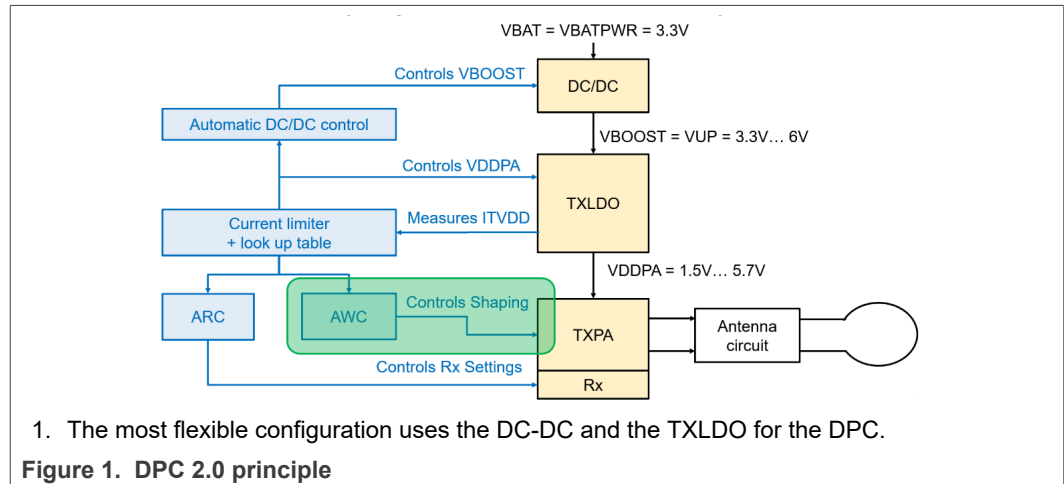 VBAT = VBATPWR = 3.3V
Controls VBOOST
DC/DC
Automatic DC/DC control
VBOOST = VUP = 3.3V… 6V
Controls VDDPA
TXLDO
Measures ITVDD
Current limiter
+ look up table
VDDPA = 1.5V… 5.7V
ARC
AWC
Controls Shaping
TXPA
Antenna
circuit
Controls Rx Settings
Rx
1. The most flexible configuration uses the DC-DC and the TXLDO for the DPC.
Figure 1. DPC 2.0 principle